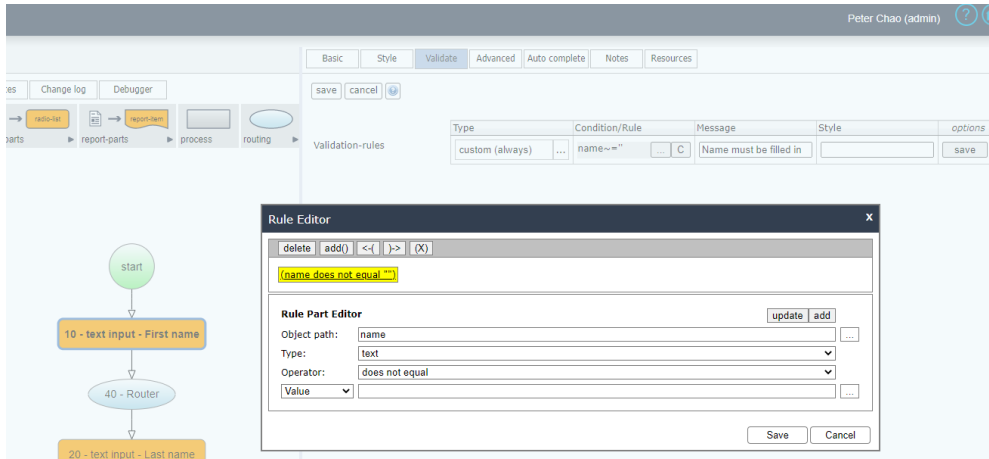 Peter Chao (admin) ?
Basic Style Validate Advanced Auto complete Notes Resources
Change log Debugger
save cancel
radio-list report-item
parts report-parts process routing
Type Condition/Rule Message Style options
Validation-rules custom (always) ... name~='' ... C Name must be filled in save
Rule Editor x
delete add() <-( )-> (X)
(name does not equal "")
start
Rule Part Editor update add
10 - text input - First name
Object path: name ...
Type: text
Operator: does not equal
Value ...
40 - Router
Save Cancel
20 - text input - Last name